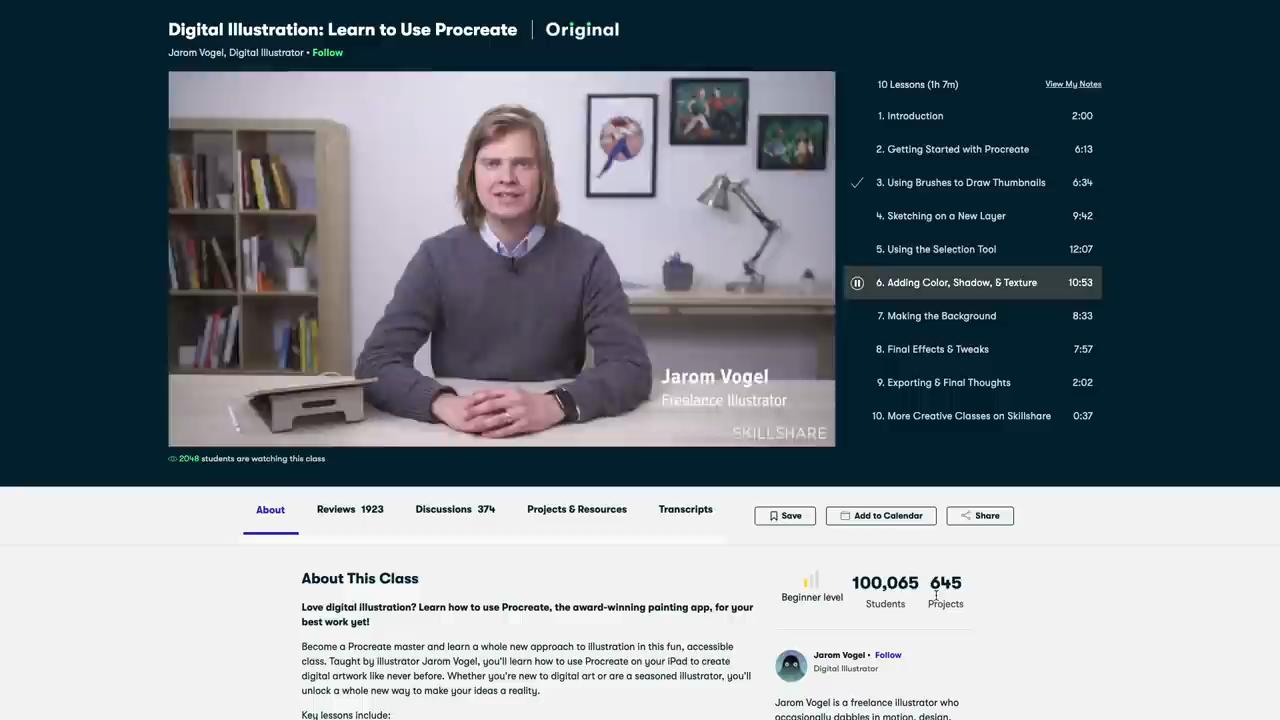 Digital Illustration: Learn to Use Procreate | Original
Jarom Vogel, Digital Illustrator • Follow
Jarom Vogel
Freelance Illustrator
SKILLSHARE
2048 students are watching this class
10 Lessons (1h 7m) View My Notes
1. Introduction 2:00
2. Getting Started with Procreate 6:13
3. Using Brushes to Draw Thumbnails 6:34
4. Sketching on a New Layer 9:42
5. Using the Selection Tool 12:07
6. Adding Color, Shadow, & Texture 10:53
7. Making the Background 8:33
8. Final Effects & Tweaks 7:57
9. Exporting & Final Thoughts 2:02
10. More Creative Classes on Skillshare 0:37
About Reviews 1923 Discussions 374 Projects & Resources Transcripts Save Add to Calendar Share
About This Class
Love digital illustration? Learn how to use Procreate, the award-winning painting app, for your
best work yet!
Become a Procreate master and learn a whole new approach to illustration in this fun, accessible
class. Taught by illustrator Jarom Vogel, you'll learn how to use Procreate on your iPad to create
digital artwork like never before. Whether you're new to digital art or are a seasoned illustrator, you'll
unlock a whole new way to make your ideas a reality.
Key lessons include:
Beginner level
100,065 645
Students Projects
Jarom Vogel • Follow
Digital Illustrator
Jarom Vogel is a freelance illustrator who
occasionally dabbles in motion, design,